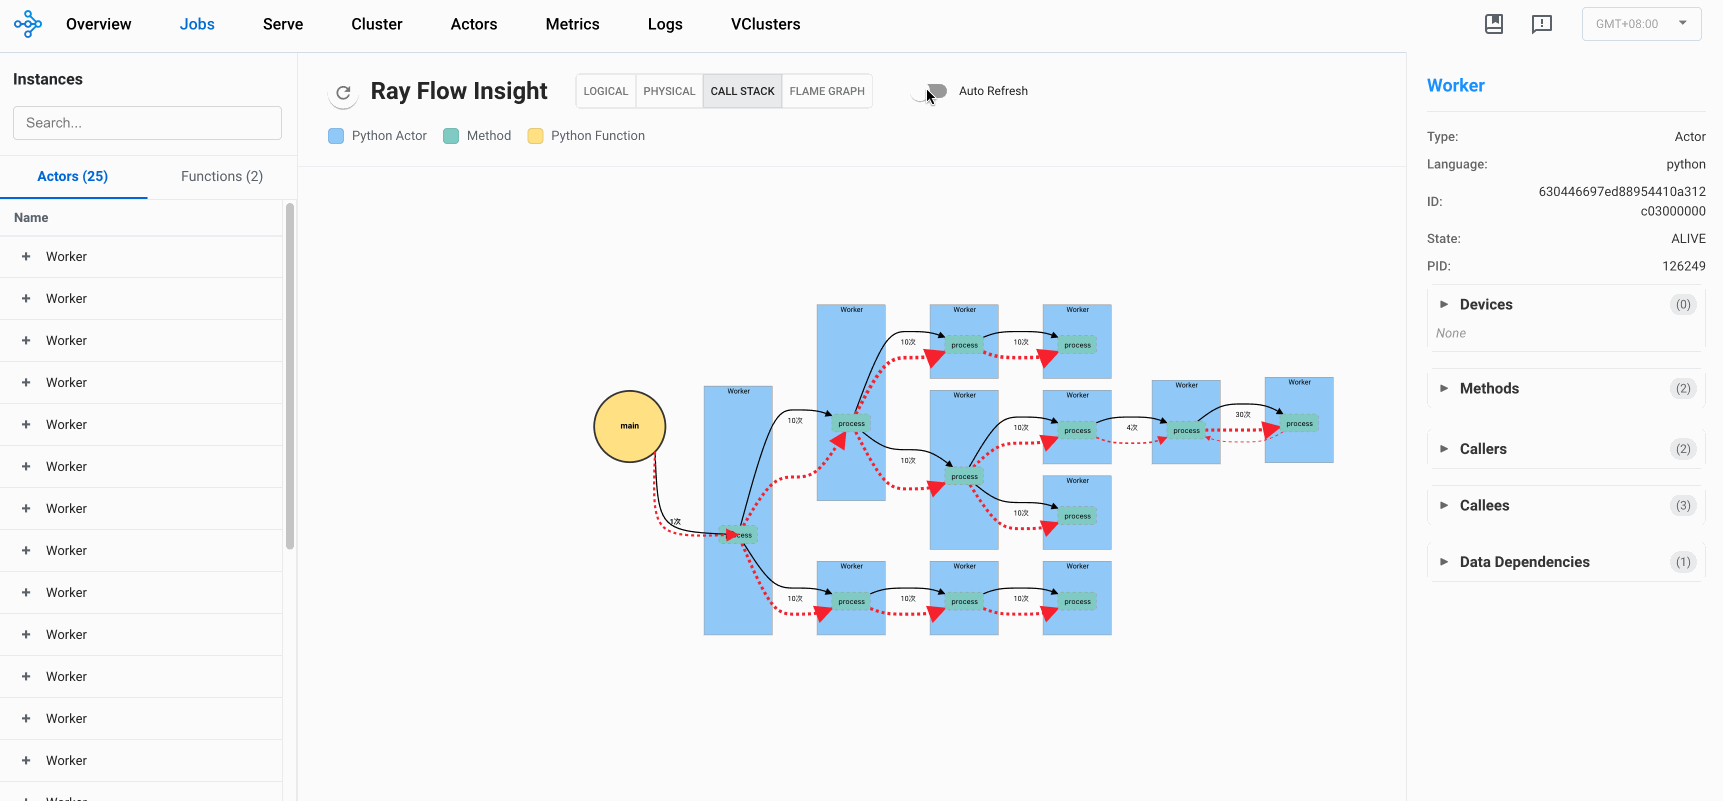 Overview Jobs Serve Cluster Actors Metrics Logs VClusters GMT+08:00
Instances
Search...
Actors (25) Functions (2)
Name
Worker
Worker
Worker
Worker
Worker
Worker
Worker
Worker
Worker
Worker
Worker
Worker
Worker
Worker
Ray Flow Insight LOGICAL PHYSICAL CALL STACK FLAME GRAPH Auto Refresh
Python Actor Method Python Function
main
1次
Worker
10次
10次
Worker
process
10次
10次
Worker
process
10次
Worker
process
Worker
process
10次
10次
Worker
process
4次
Worker
process
30次
Worker
process
Worker
process
Worker
process
10次
Worker
process
10次
Worker
process
Worker
Type: Actor
Language: python
ID: 630446697ed88954410a312
c03000000
State: ALIVE
PID: 126249
Devices (0)
None
Methods (2)
Callers (2)
Callees (3)
Data Dependencies (1)